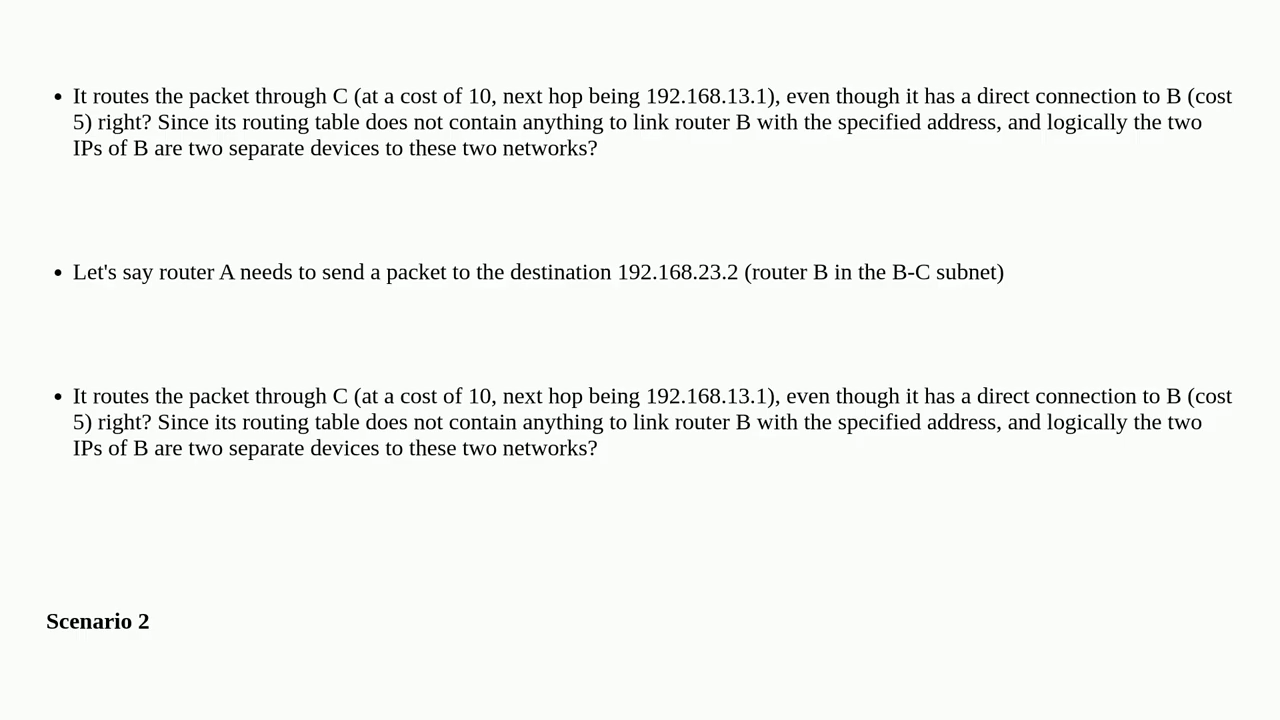 • It routes the packet through C (at a cost of 10, next hop being 192.168.13.1), even though it has a direct connection to B (cost
5) right? Since its routing table does not contain anything to link router B with the specified address, and logically the two
IPs of B are two separate devices to these two networks?
• Let's say router A needs to send a packet to the destination 192.168.23.2 (router B in the B-C subnet)
• It routes the packet through C (at a cost of 10, next hop being 192.168.13.1), even though it has a direct connection to B (cost
5) right? Since its routing table does not contain anything to link router B with the specified address, and logically the two
IPs of B are two separate devices to these two networks?
Scenario 2